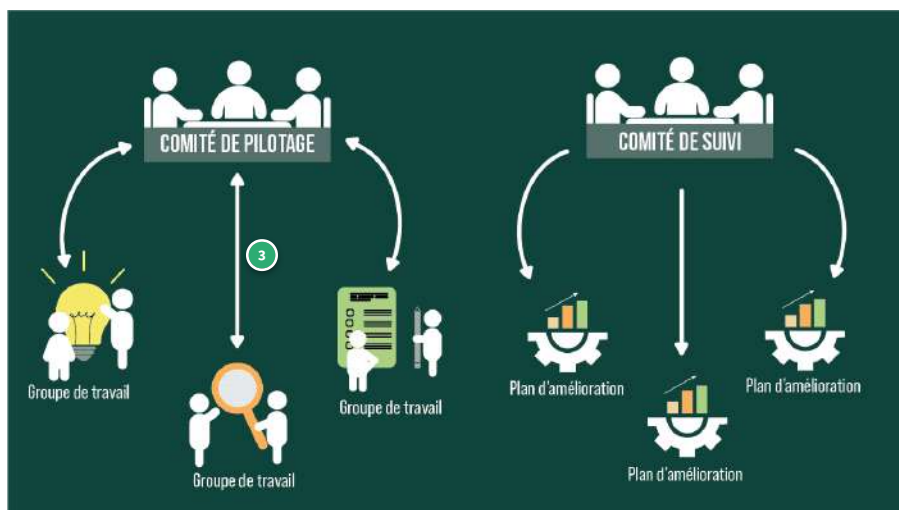 COMITÉ DE PILOTAGE
COMITÉ DE SUIVI
3
Groupe de travail
Groupe de travail
Groupe de travail
Plan d'amélioration
Plan d'amélioration
Plan d'amélioration